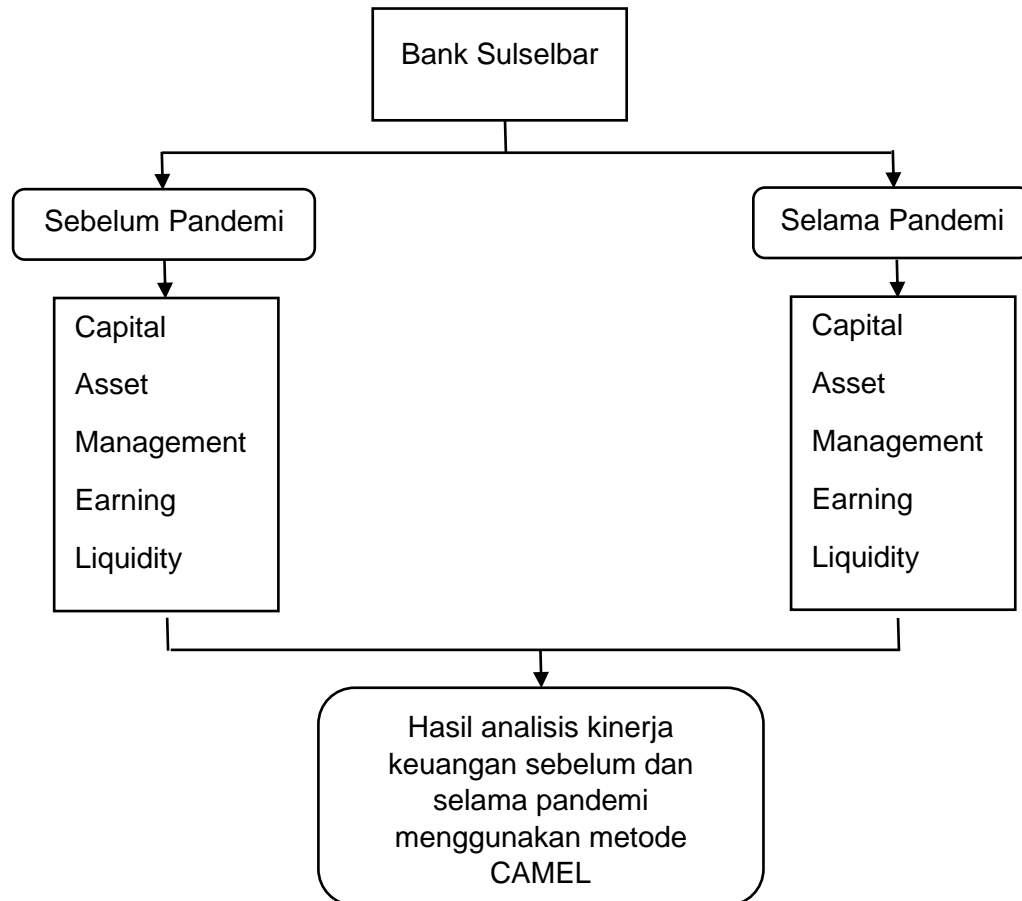 Bank Sulselbar
Sebelum Pandemi
Selama Pandemi
Capital
Asset
Management
Earning
Liquidity
Capital
Asset
Management
Earning
Liquidity
Hasil analisis kinerja
keuangan sebelum dan
selama pandemi
menggunakan metode
CAMEL